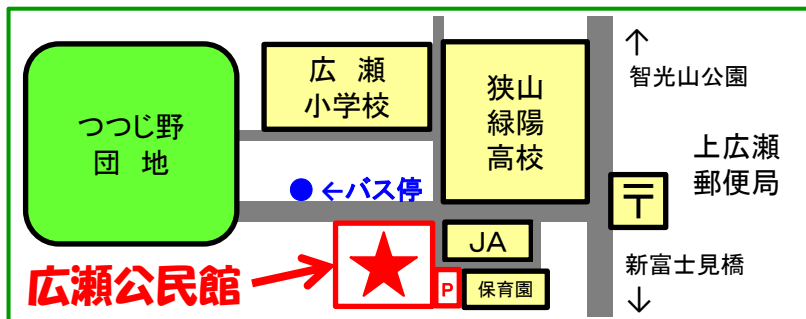 つつじ野
団 地
広 瀬
小学校
狭山
緑陽
高校
↑
智光山公園
上広瀬
郵便局
〒
●←バス停
JA
P
保育園
新富士見橋
↓
広瀬公民館